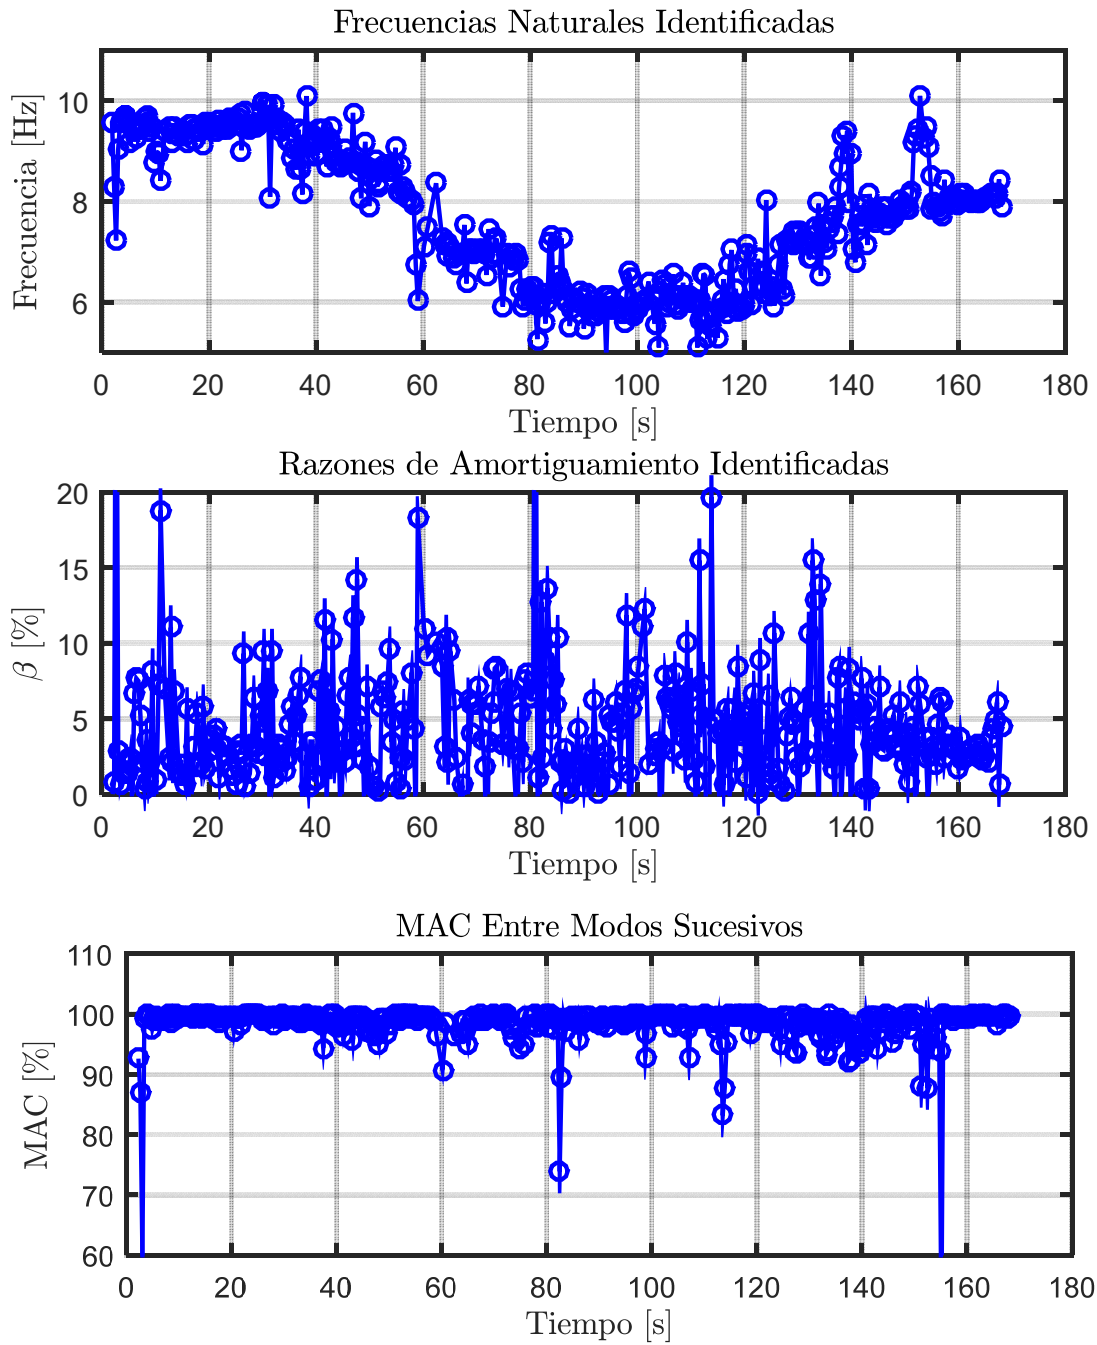 Frecuencias Naturales Identificadas
Frecuencia [Hz]
10
8
6
0 20 40 60 80 100 120 140 160 180
Tiempo [s]
Razones de Amortiguamiento Identificadas
β [%]
20
15
10
5
0
0 20 40 60 80 100 120 140 160 180
Tiempo [s]
MAC Entre Modos Sucesivos
MAC [%]
110
100
90
80
70
60
0 20 40 60 80 100 120 140 160 180
Tiempo [s]